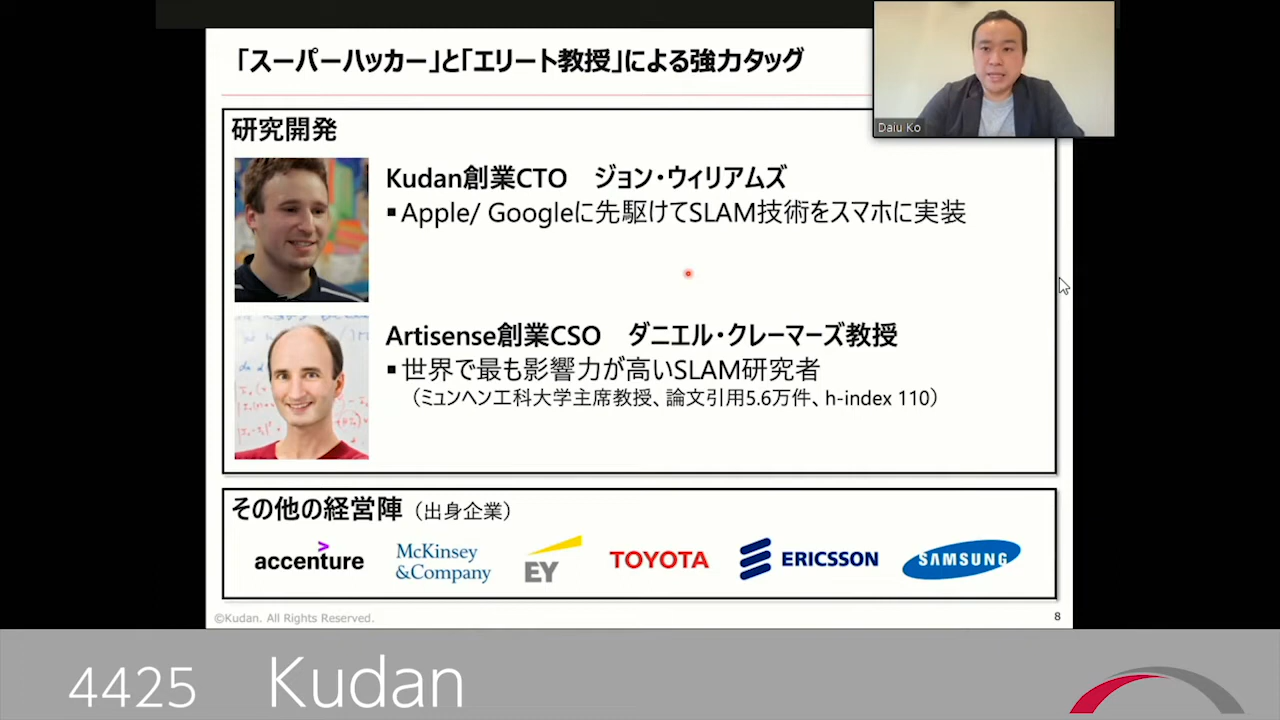 「スーパーハッカー」と「エリート教授」による強力タッグ
Daiu Ko
研究開発
Kudan創業CTO　ジョン・ウィリアムズ
▪Apple/ Googleに先駆けてSLAM技術をスマホに実装
Artisense創業CSO　ダニエル・クレーマーズ教授
▪世界で最も影響力が高いSLAM研究者
（ミュンヘン工科大学主席教授、論文引用5.6万件、h-index 110）
その他の経営陣（出身企業）
accenture
McKinsey
&Company
EY
TOYOTA
ERICSSON
SAMSUNG
©Kudan. All Rights Reserved.
8
4425 Kudan